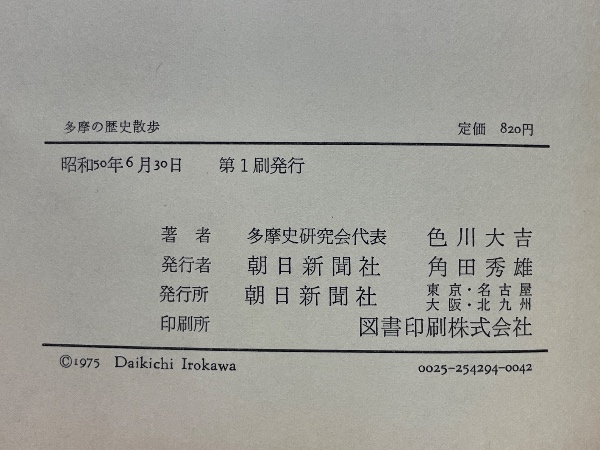 多摩の歴史散歩 定価 820円
昭和50年6月30日 第1刷発行
著者 多摩史研究会代表 色川大吉
発行者 朝日新聞社 角田秀雄
発行所 朝日新聞社 東京・名古屋
大阪・北九州
印刷所 図書印刷株式会社
©1975 Daikichi Irokawa 0025-254294-0042